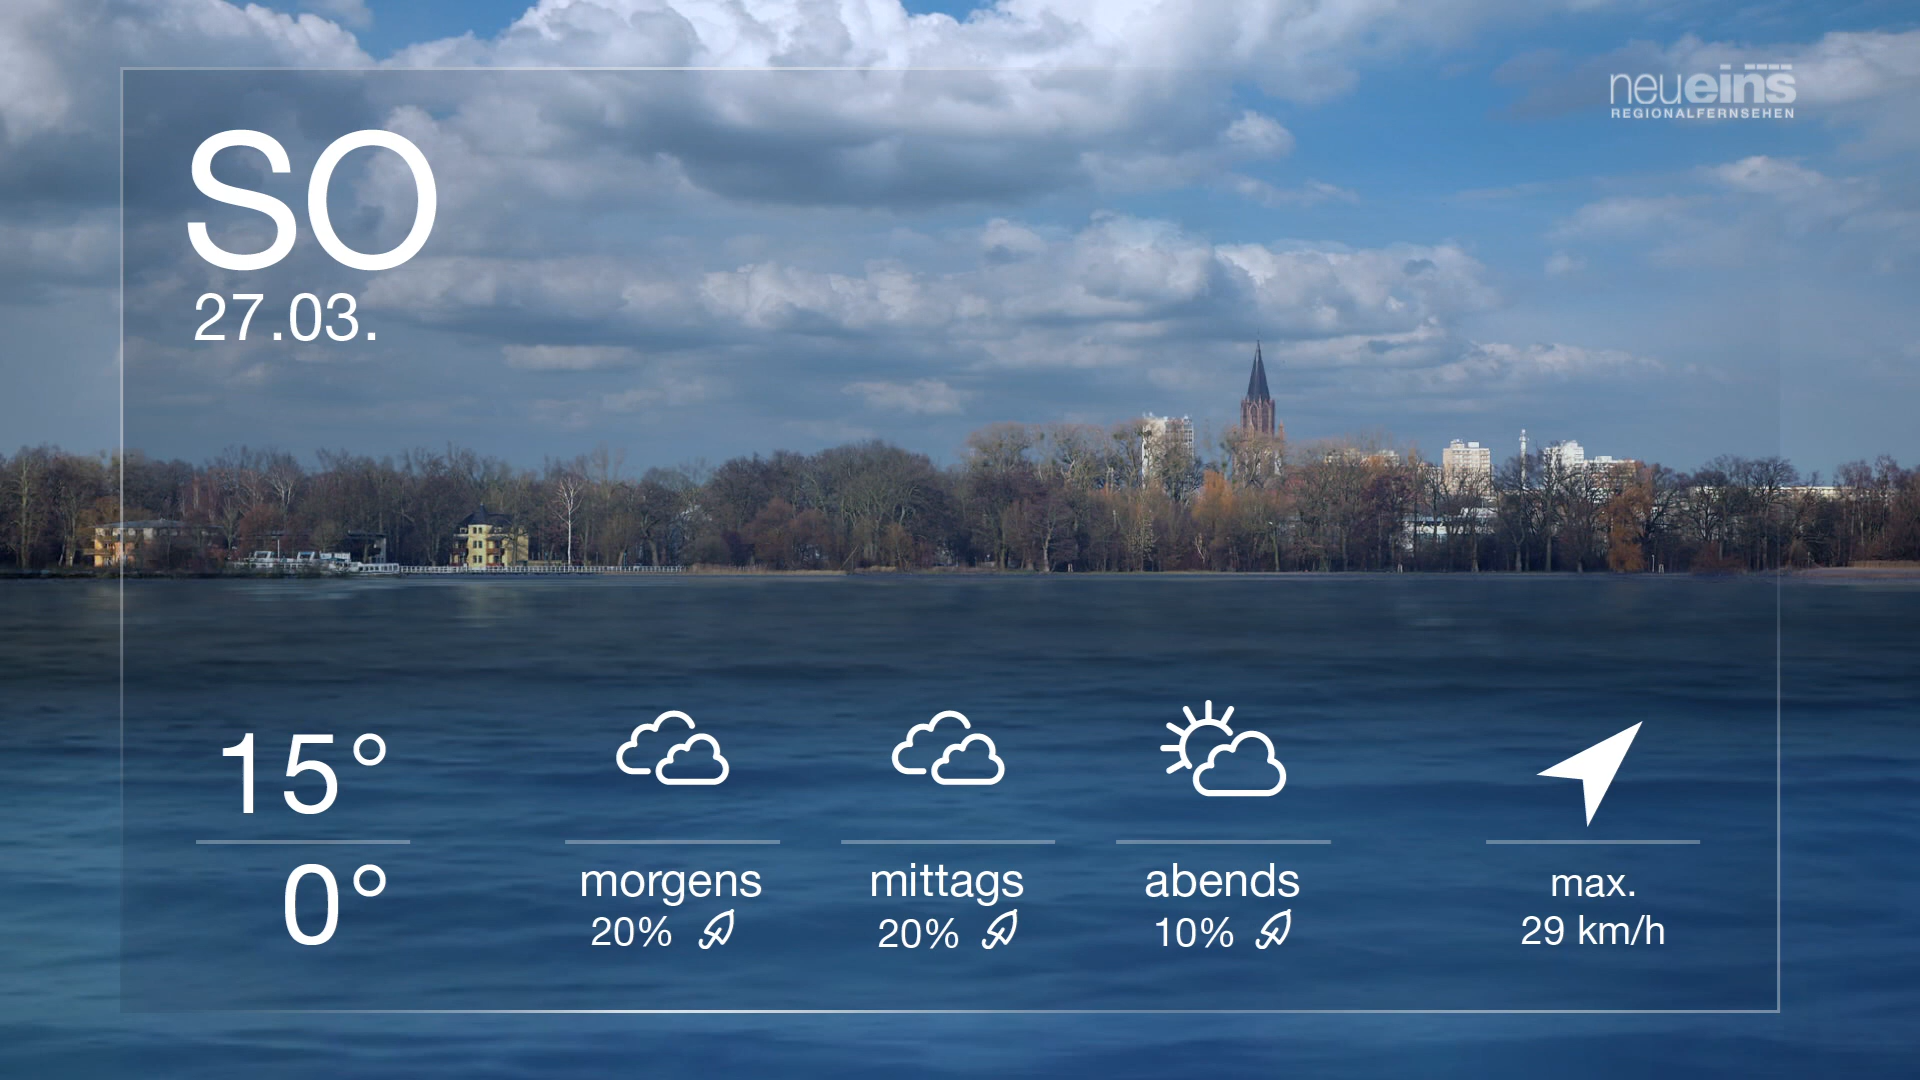 neueins
REGIONALFERNSEHEN
SO
27.03.
15°
0°
morgens
20%
mittags
20%
abends
10%
max.
29 km/h